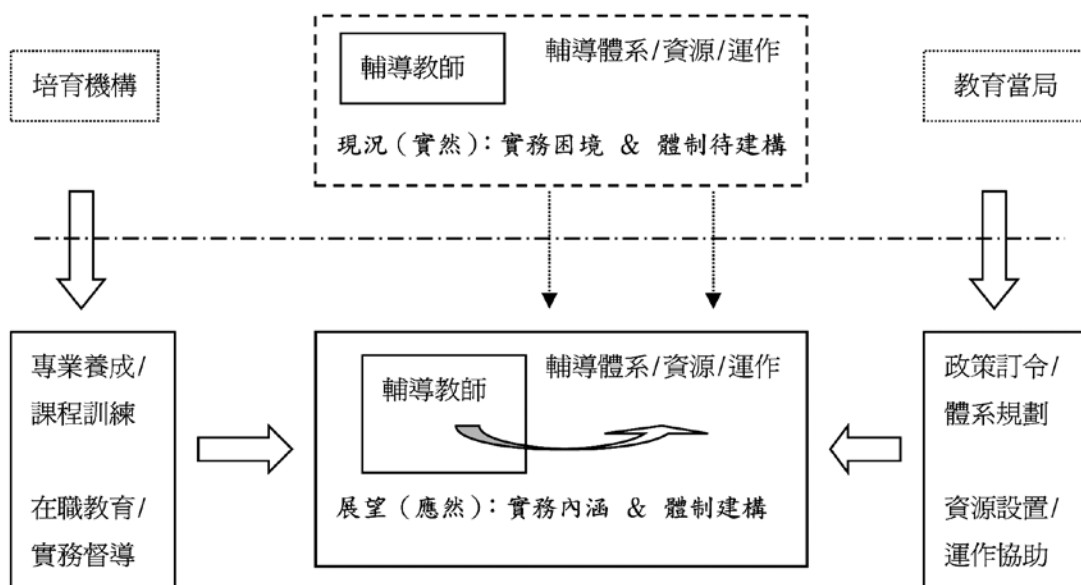 培育機構
輔導教師
輔導體系/資源/運作
現況（實然）：實務困境 & 體制待建構
教育當局
專業養成/
課程訓練
在職教育/
實務督導
輔導教師
輔導體系/資源/運作
展望（應然）：實務內涵 & 體制建構
政策訂令/
體系規劃
資源設置/
運作協助